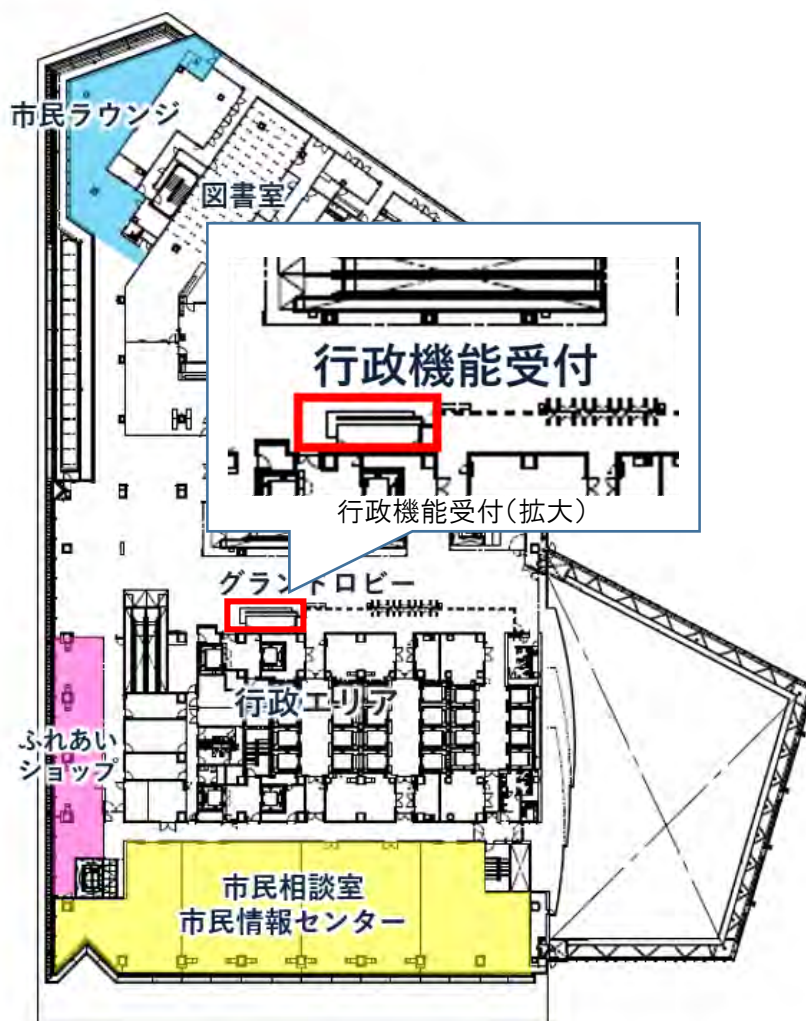 市民ラウンジ
図書室
行政機能受付
行政機能受付（拡大）
グランドロビー
行政エリア
ふれあい
ショップ
市民相談室
市民情報センター